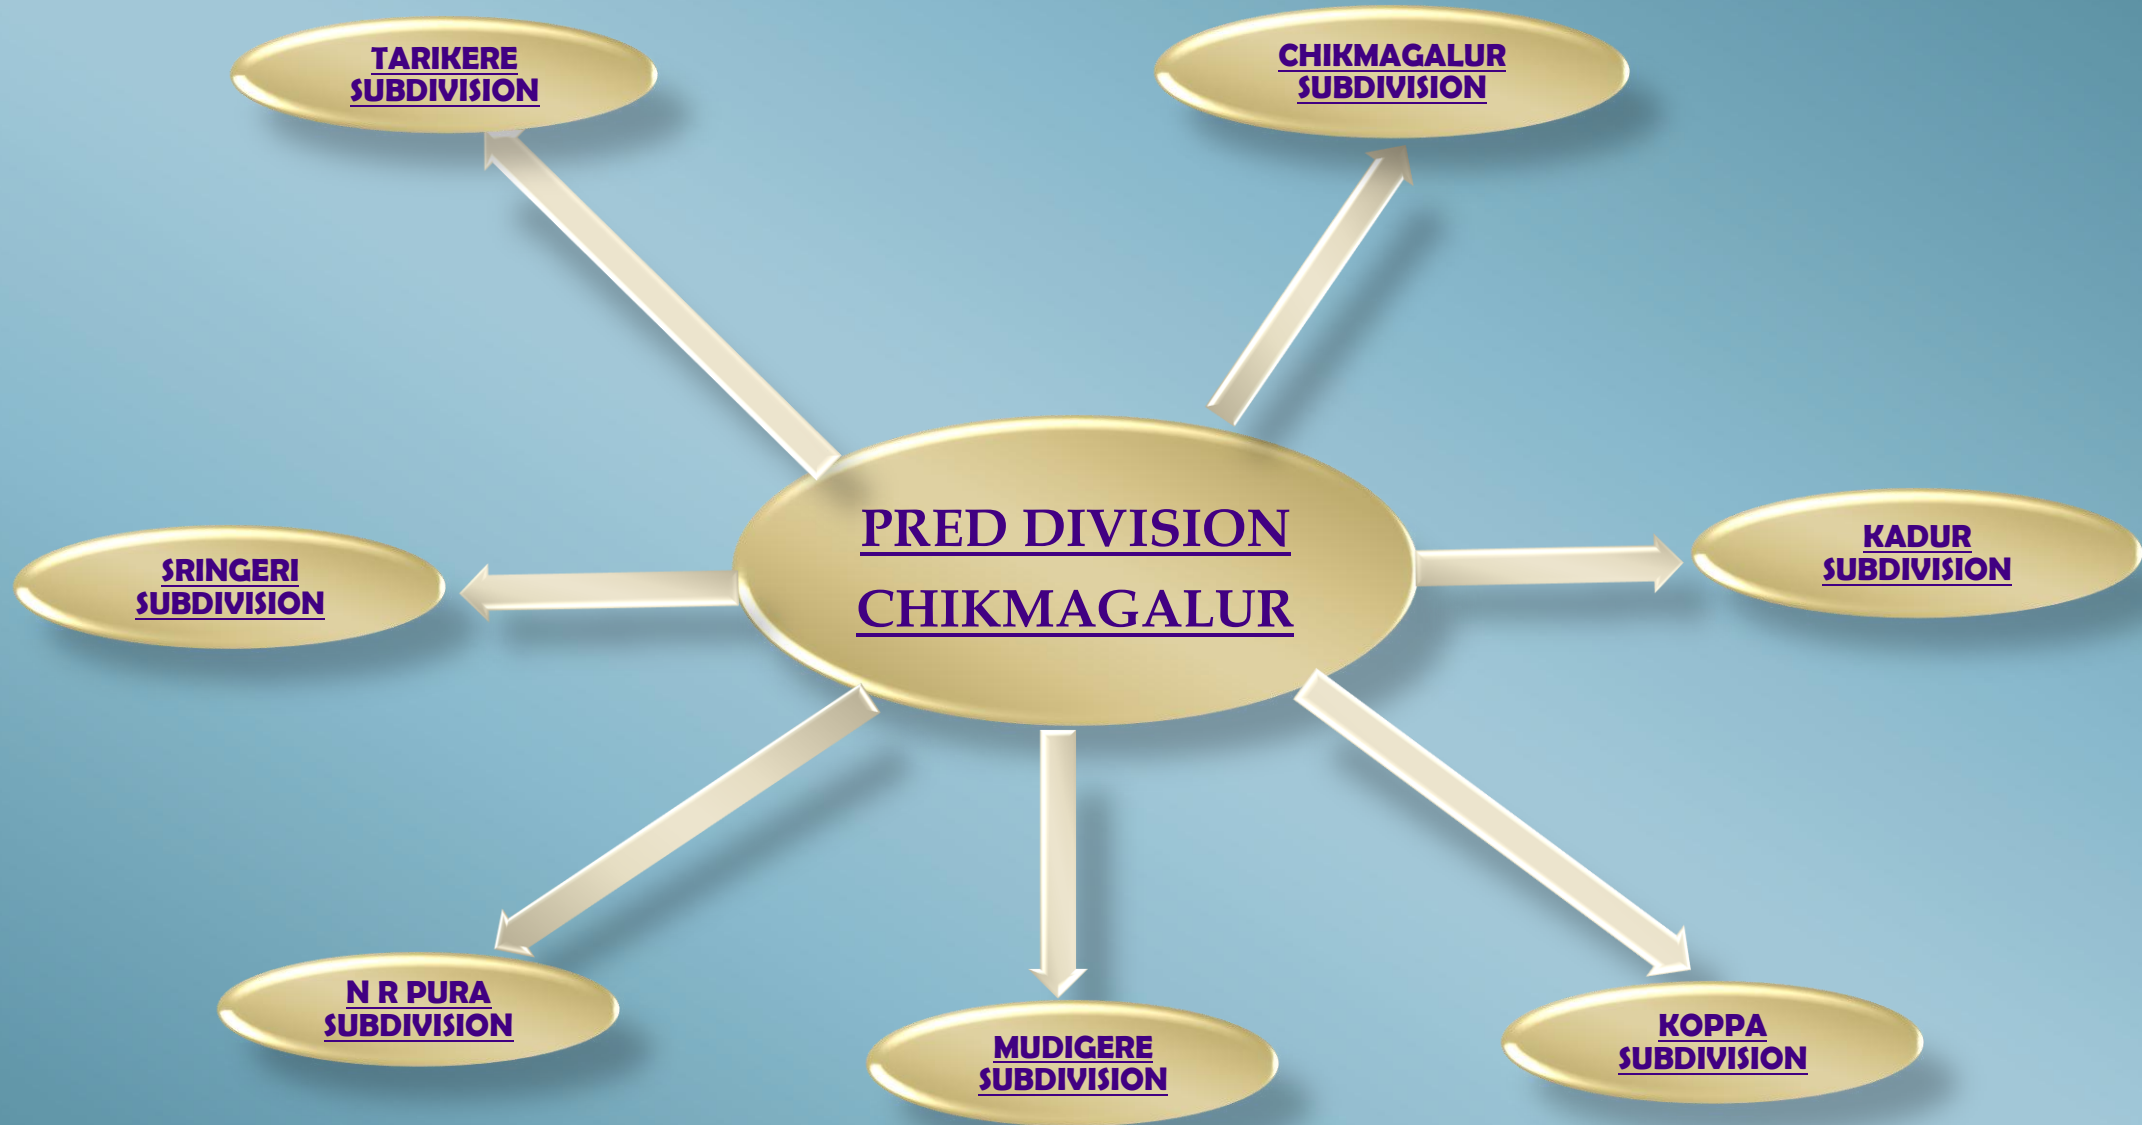 TARIKERE
SUBDIVISION
CHIKMAGALUR
SUBDIVISION
PRED DIVISION
CHIKMAGALUR
KADUR
SUBDIVISION
SRINGERI
SUBDIVISION
N R PURA
SUBDIVISION
MUDIGERE
SUBDIVISION
KOPPA
SUBDIVISION